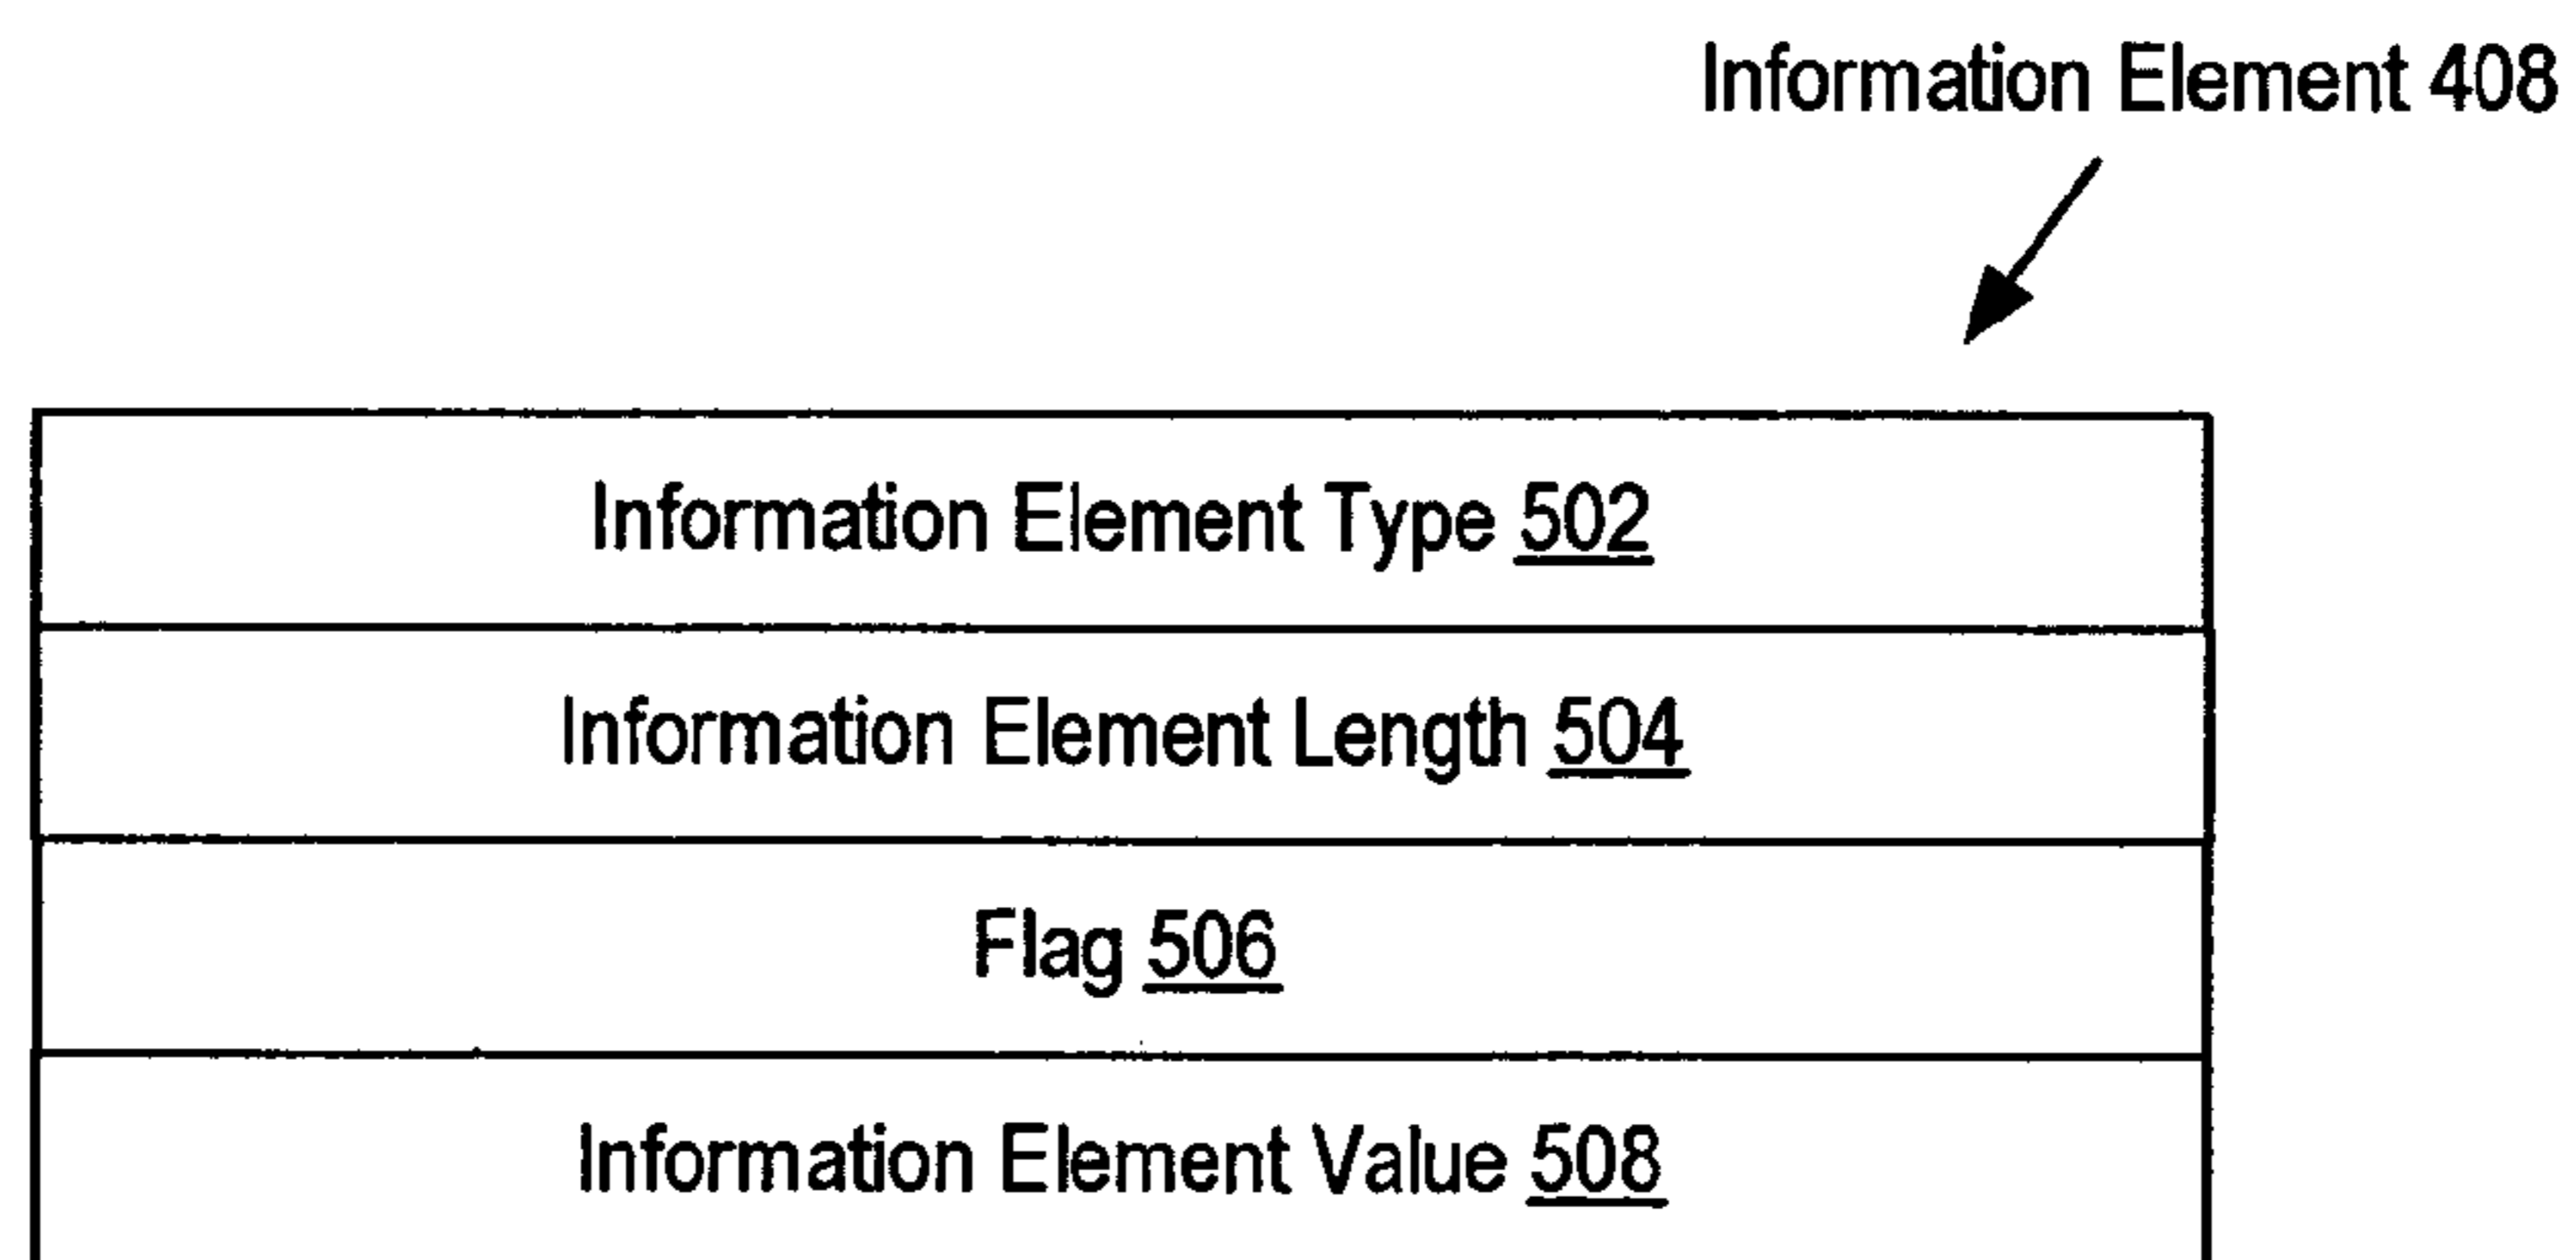 Information Element 408
Information Element Type 502
Information Element Length 504
Flag 506
Information Element Value 508